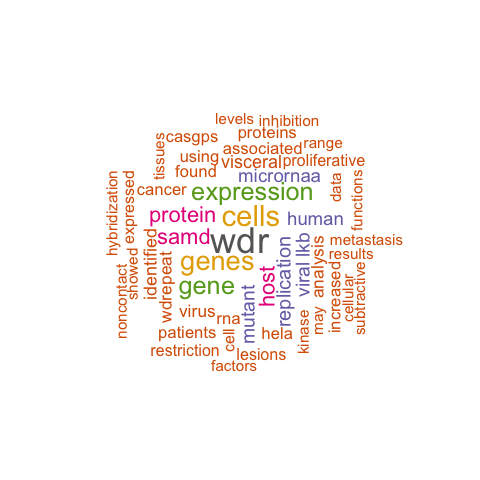 levels inhibition
casgps proteins
tissues using associated range
found visceral proliferative
micrornaa
cancer expression data functions
hybridization expressed
protein cells human
samd wdr metastasis
noncontact showed identified wdrepeat genes host replication viral lkb analysis results
gene mutant increased cellular subtractive
virus rna may
patients cell hela kinase
restriction lesions
factors